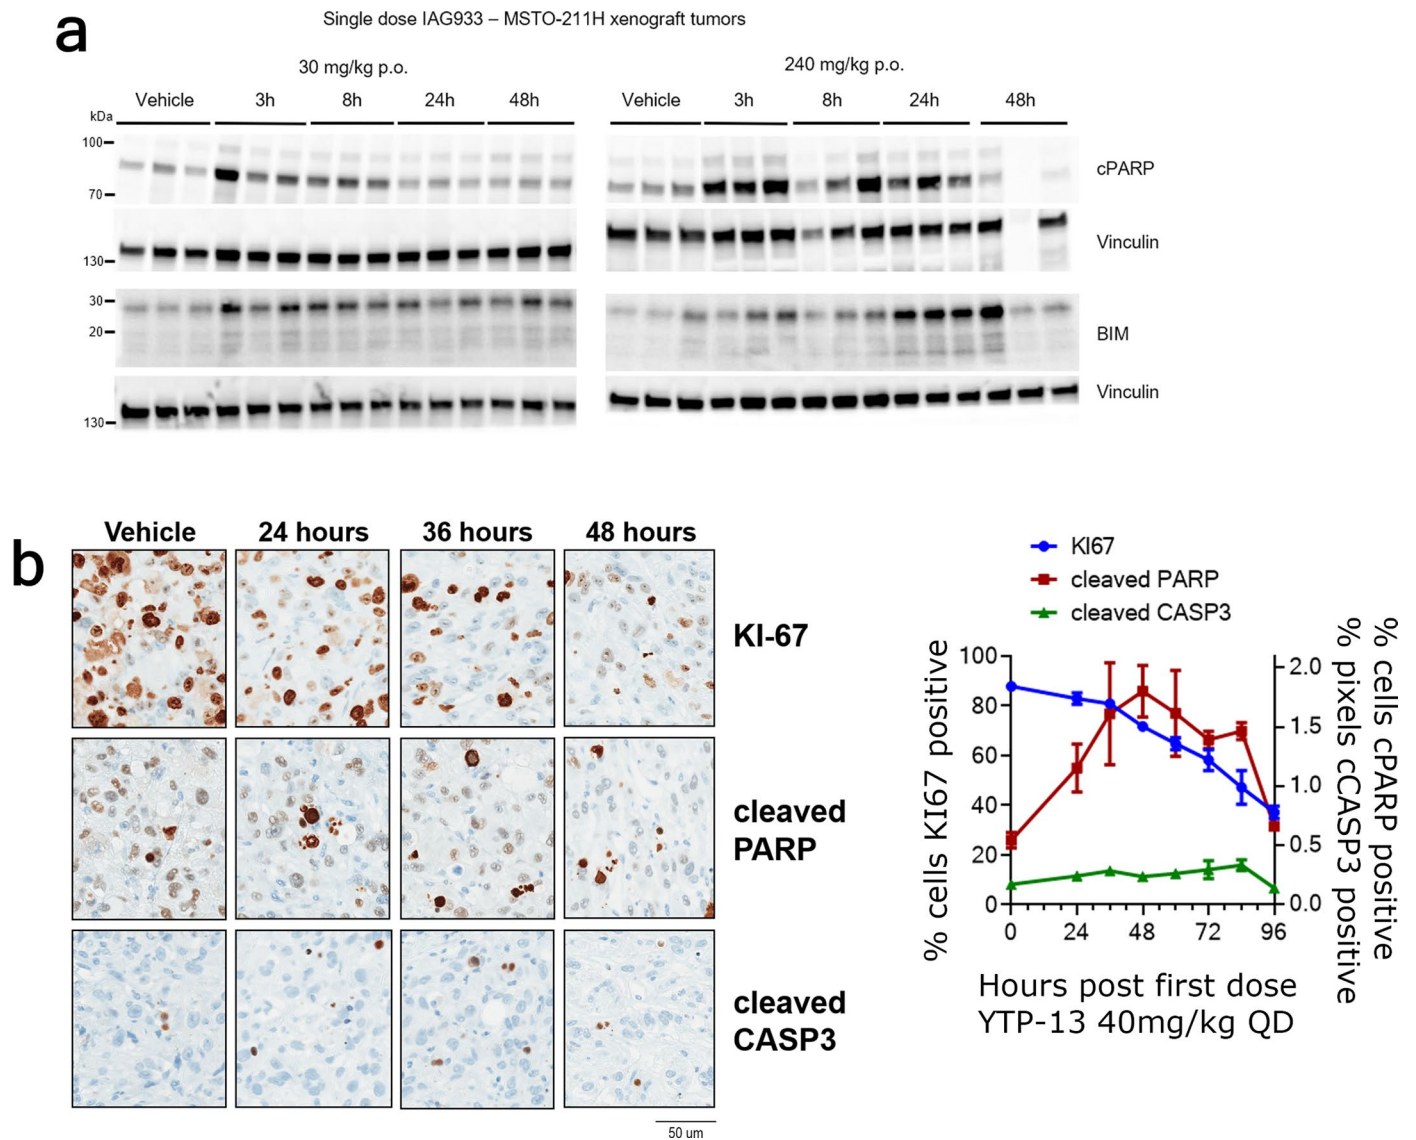 a
Single dose IAG933 – MSTO-211H xenograft tumors
30 mg/kg p.o.
240 mg/kg p.o.
Vehicle 3h 8h 24h 48h
Vehicle 3h 8h 24h 48h
kDa
100
70
cPARP
130
Vinculin
30
20
BIM
130
Vinculin
b
Vehicle 24 hours 36 hours 48 hours
KI-67
cleaved
PARP
cleaved
CASP3
50 um
KI67
cleaved PARP
cleaved CASP3
% cells KI67 positive
100
80
60
40
20
0
2.0
1.5
1.0
0.5
0.0
% cells cPARP positive
% pixels cCASP3 positive
0 24 48 72 96
Hours post first dose
YTP-13 40mg/kg QD